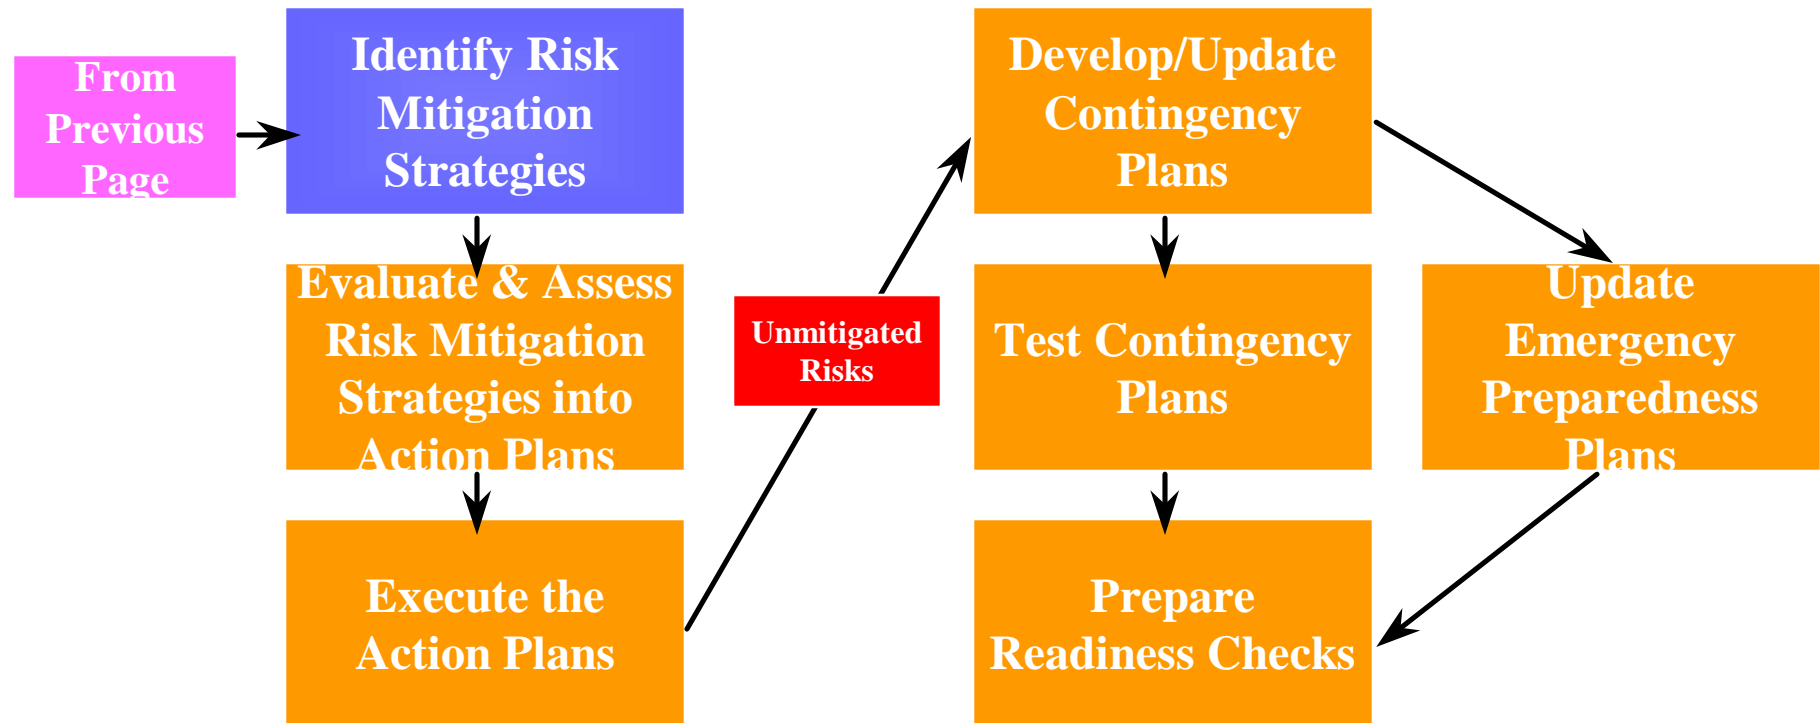 From
Previous
Page
Identify Risk
Mitigation
Strategies
Evaluate & Assess
Risk Mitigation
Strategies into
Action Plans
Execute the
Action Plans
Unmitigated
Risks
Develop/Update
Contingency
Plans
Test Contingency
Plans
Prepare
Readiness Checks
Update
Emergency
Preparedness
Plans